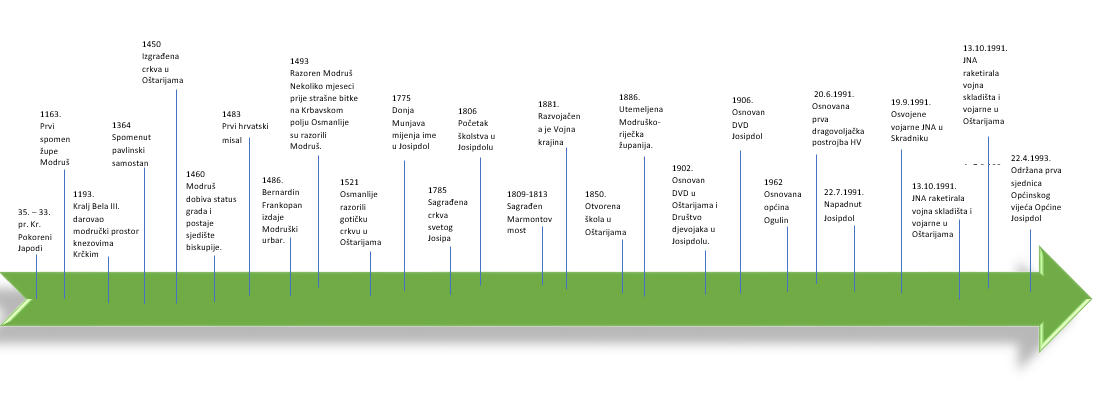 35. – 33.
pr. Kr.
Pokoreni
Japodi
1163.
Prvi
spomen
župe
Modruš
1193.
Kralj Bela III.
darovao
modručki prostor
knezovima
Krčkim
1364
Spomenut
pavlinski
samostan
1450
Izgrađena
crkva u
Oštarijama
1460
Modruš
dobiva status
grada i
postaje
sjedište
biskupije.
1483
Prvi hrvatski
misal
1486.
Bernardin
Frankopan
izdaje
Modruški
urbar.
1493
Razoren Modruš
Nekoliko mjeseci
prije strašne bitke
na Krbavskom
polju Osmanlije
su razorili
Modruš.
1521
Osmanlije
razorili
gotičku
crkvu u
Oštarijama
1775
Donja
Munjava
mijenja ime
u Josipdol
1785
Sagrađena
crkva
svetog
Josipa
1806
Početak
školstva u
Josipdolu
1809-1813
Sagrađen
Marmontov
most
1881.
Razvojačen
a je Vojna
krajina
1850.
Otvorena
škola u
Oštarijama
1886.
Utemeljena
Modruško-
riječka
županija.
1902.
Osnovan
DVD u
Oštarijama i
Društvo
djevojaka u
Josipdolu.
1906.
Osnovan
DVD
Josipdol
1962
Osnovana
općina
Ogulin
20.6.1991.
Osnovana
prva
dragovoljačka
postrojba HV
22.7.1991.
Napadnut
Josipdol
19.9.1991.
Osvojene
vojarne JNA u
Skradniku
13.10.1991.
JNA raketirala
vojna skladišta i
vojarne u
Oštarijama
13.10.1991.
JNA
raketirala
vojna
skladišta i
vojarne u
Oštarijama
22.4.1993.
Održana prva
sjednica
Općinskog
vijeća Općine
Josipdol